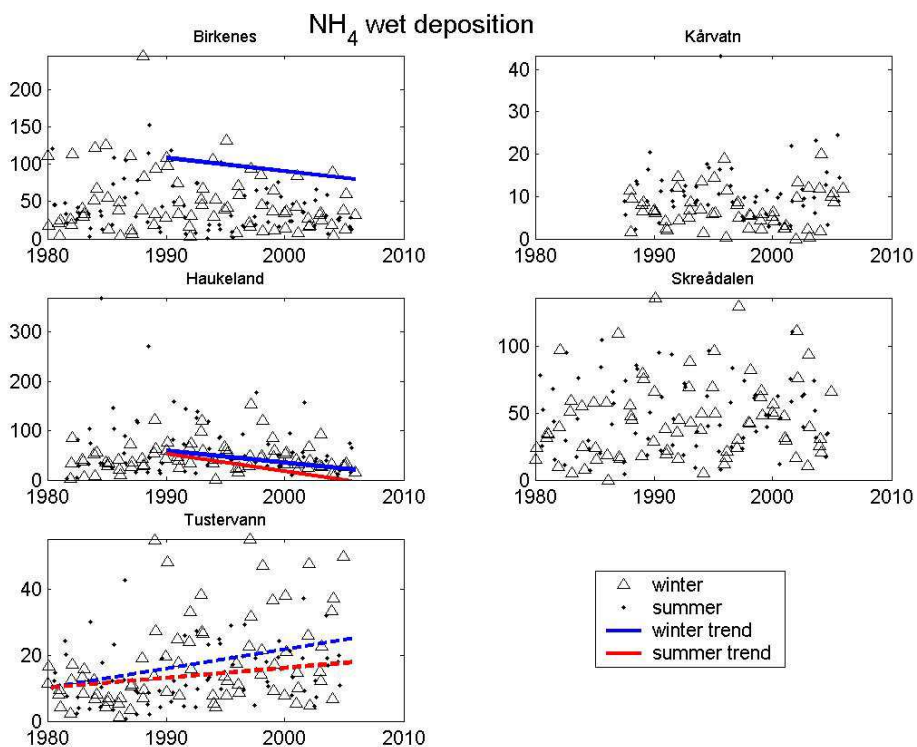 NH4 wet deposition
Birkenes
200
150
100
50
0
1980 1990 2000 2010
Kårvatn
40
30
20
10
0
1980 1990 2000 2010
Haukeland
300
200
100
0
1980 1990 2000 2010
Skreådalen
100
50
0
1980 1990 2000 2010
Tustervann
40
20
0
1980 1990 2000 2010
winter
summer
winter trend
summer trend